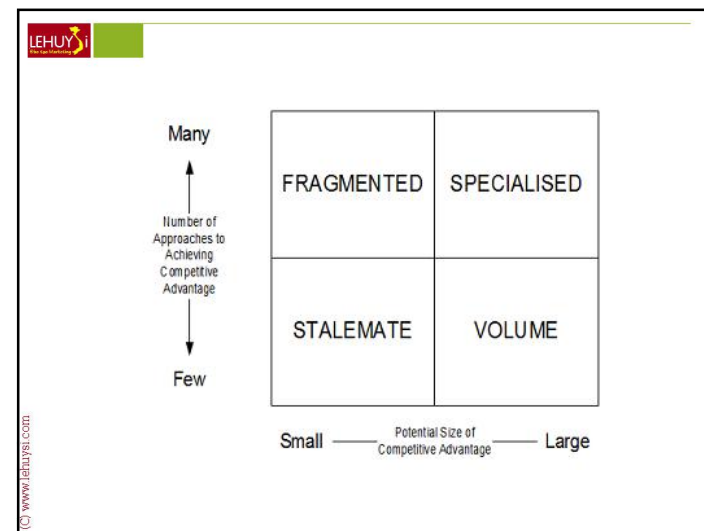 LEHUYSi
Many
FRAGMENTED
SPECIALISED
Number of
Approaches to
Achieving
Competitive
Advantage
STALEMATE
VOLUME
Few
Small
Potential Size of
Competitive Advantage
Large
(C) www.lehuysi.com